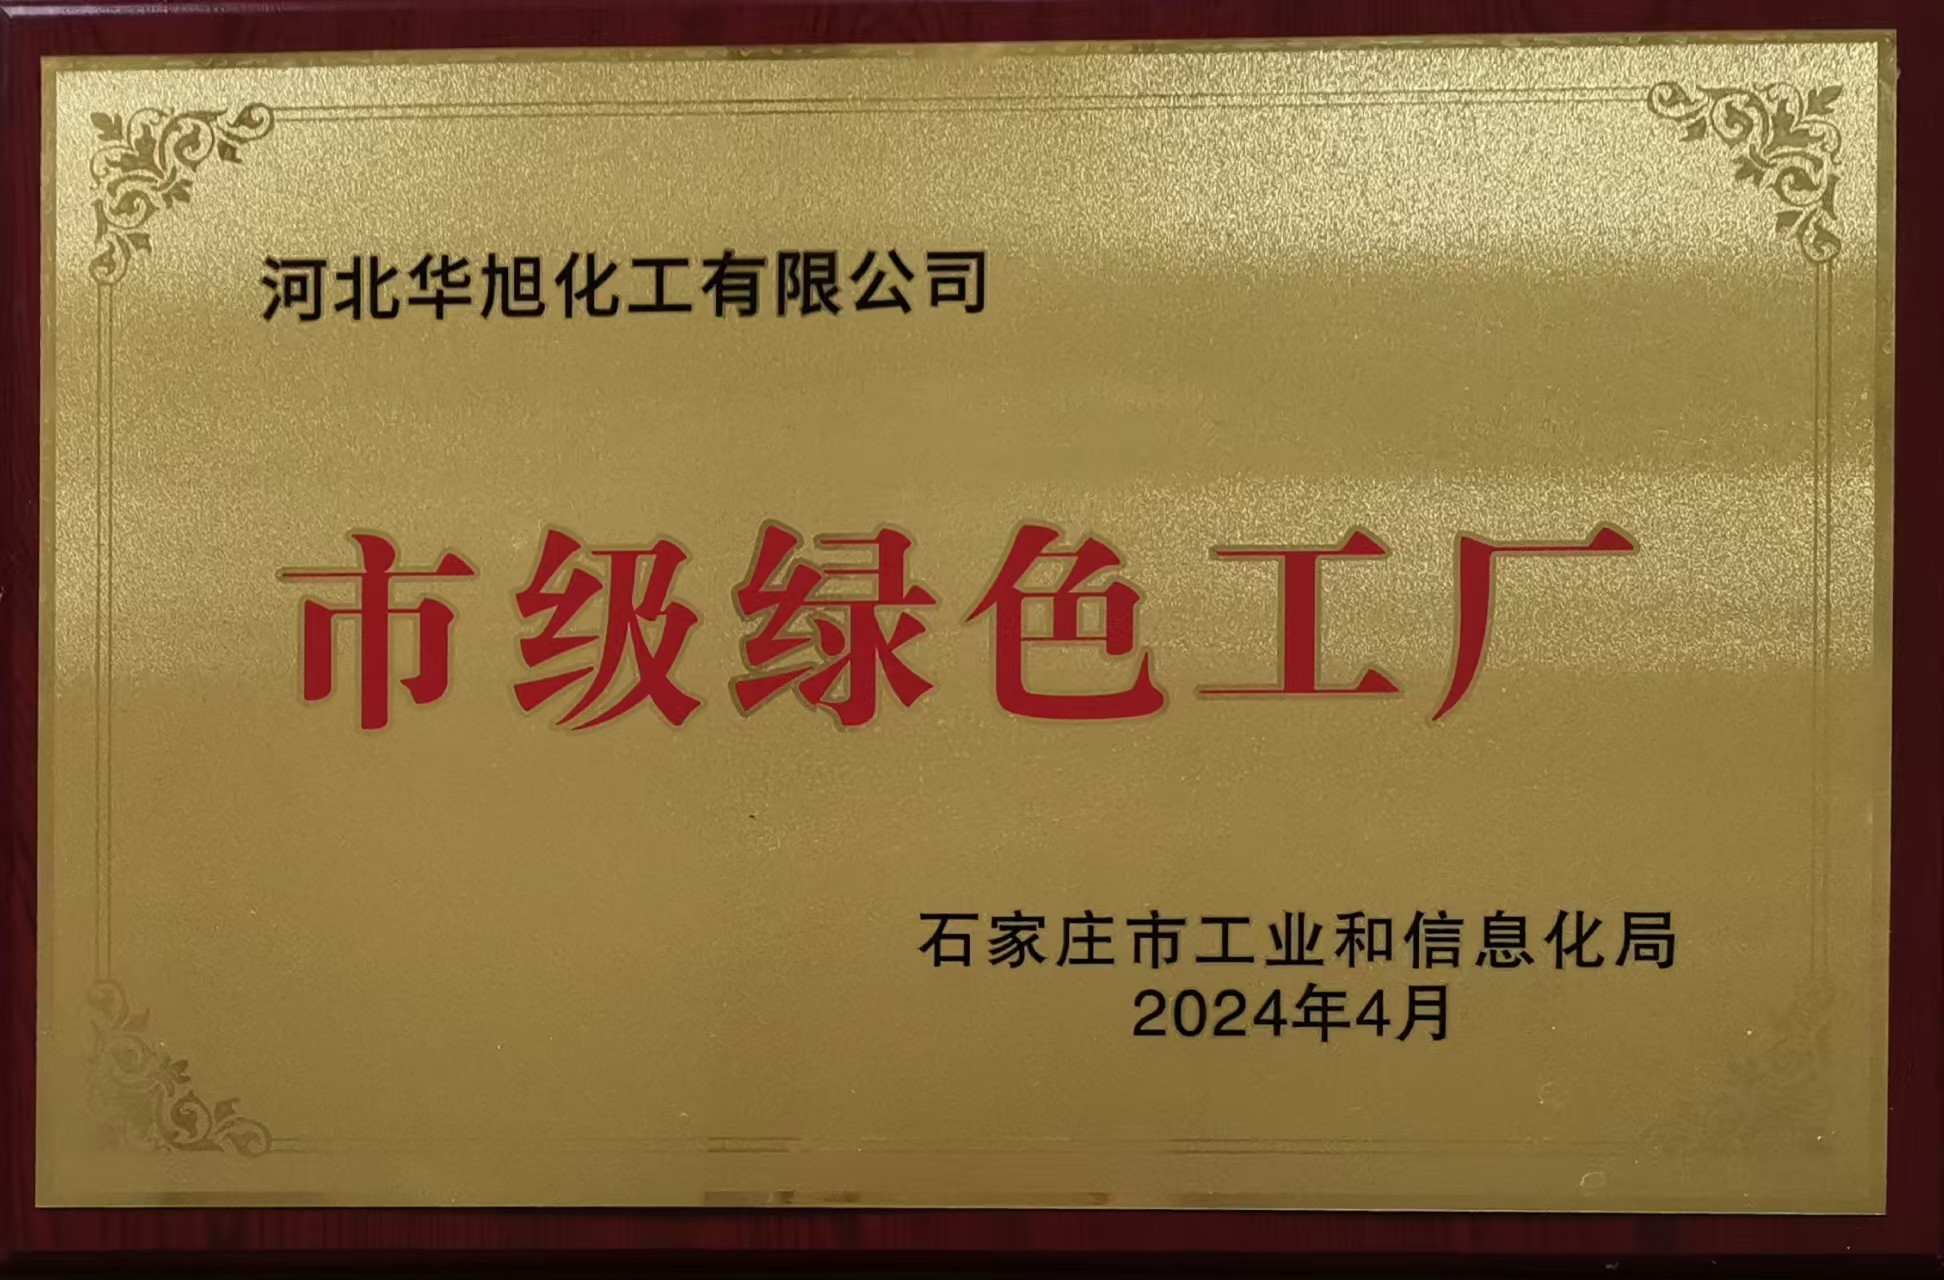 河北华旭化工有限公司
市级绿色工厂
石家庄市工业和信息化局
2024年4月